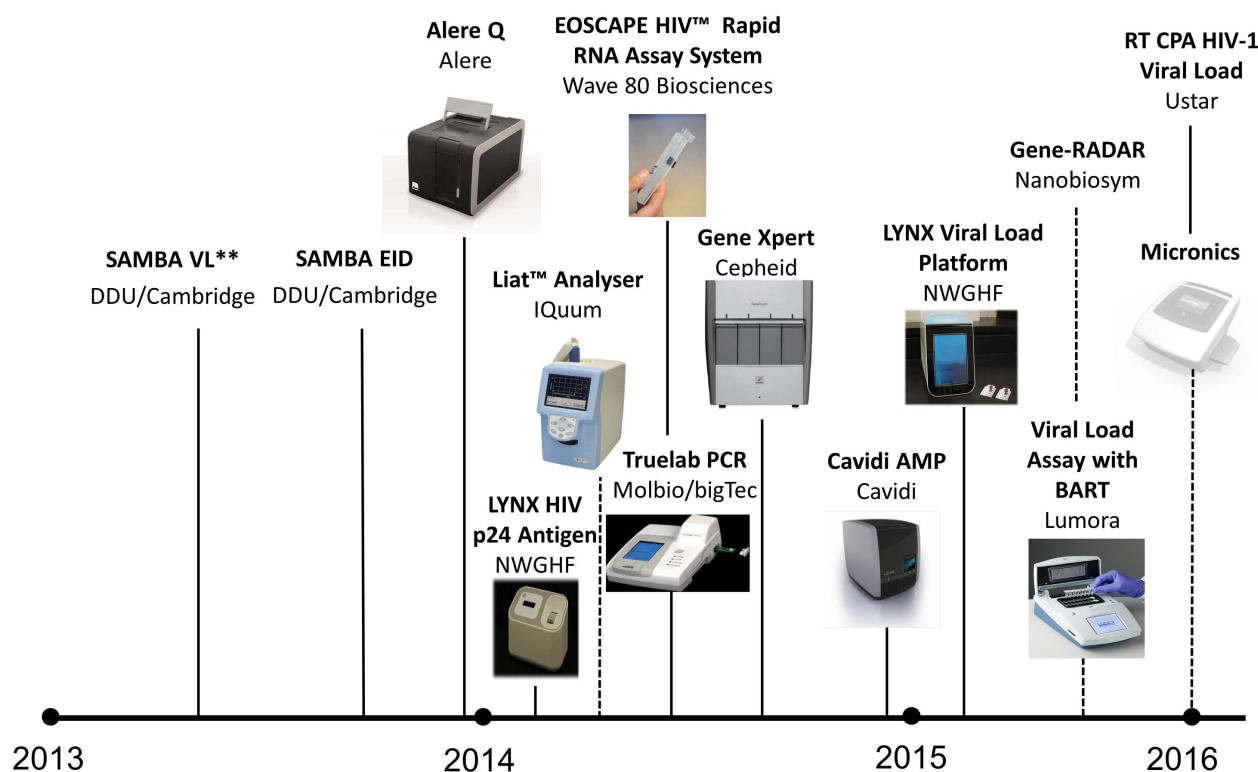 Alere Q
Alere
EOSCAPE HIV™ Rapid
RNA Assay System
Wave 80 Biosciences
RT CPA HIV-1
Viral Load
Ustar
Gene-RADAR
Nanobiosym
SAMBA VL**
DDU/Cambridge
SAMBA EID
DDU/Cambridge
Liat™ Analyser
IQuum
Gene Xpert
Cepheid
LYNX Viral Load
Platform
NWGHF
Micronics
LYNX HIV
p24 Antigen
NWGHF
Truelab PCR
Molbio/bigTec
Cavidi AMP
Cavidi
Viral Load
Assay with
BART
Lumora
2013
2014
2015
2016